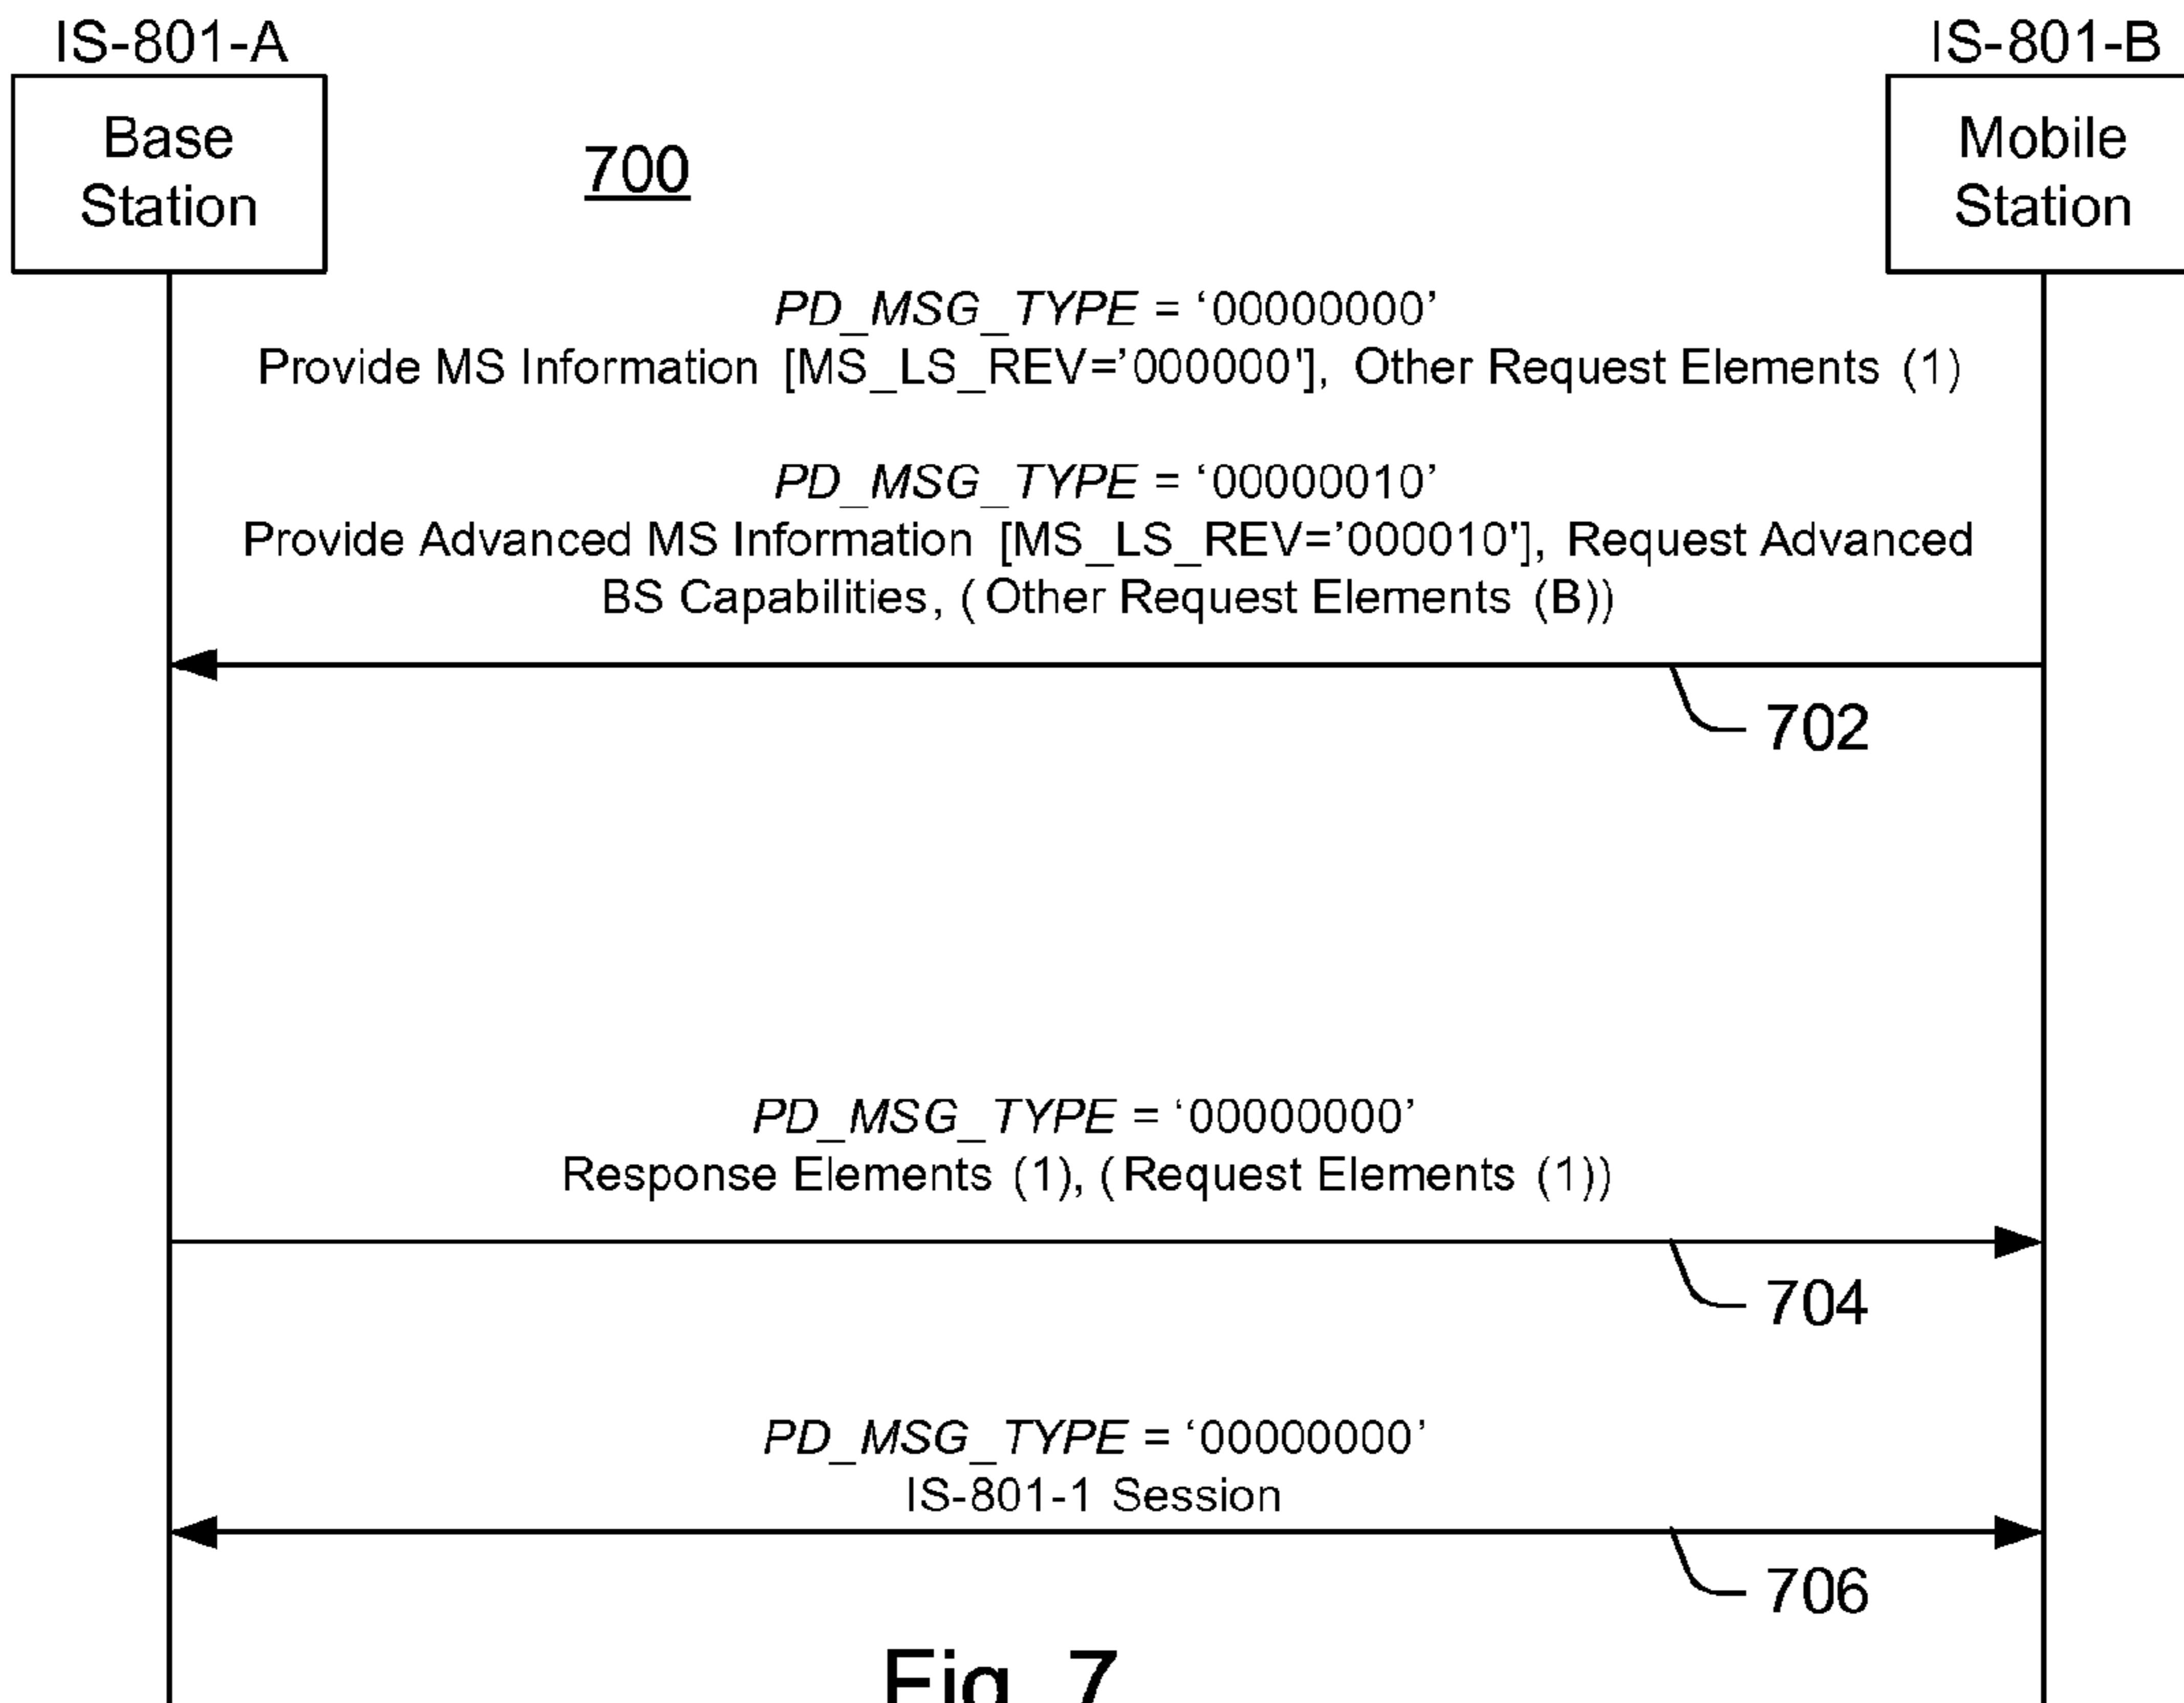 IS-801-A
IS-801-B
Base
Station
700
Mobile
Station
PD_MSG_TYPE = ‘00000000’
Provide MS Information [MS_LS_REV=’000000'], Other Request Elements (1)
PD_MSG_TYPE = ‘00000010’
Provide Advanced MS Information [MS_LS_REV=’000010'], Request Advanced
BS Capabilities, (Other Request Elements (B))
702
PD_MSG_TYPE = ‘00000000’
Response Elements (1), (Request Elements (1))
704
PD_MSG_TYPE = ‘00000000’
IS-801-1 Session
706
Fig. 7